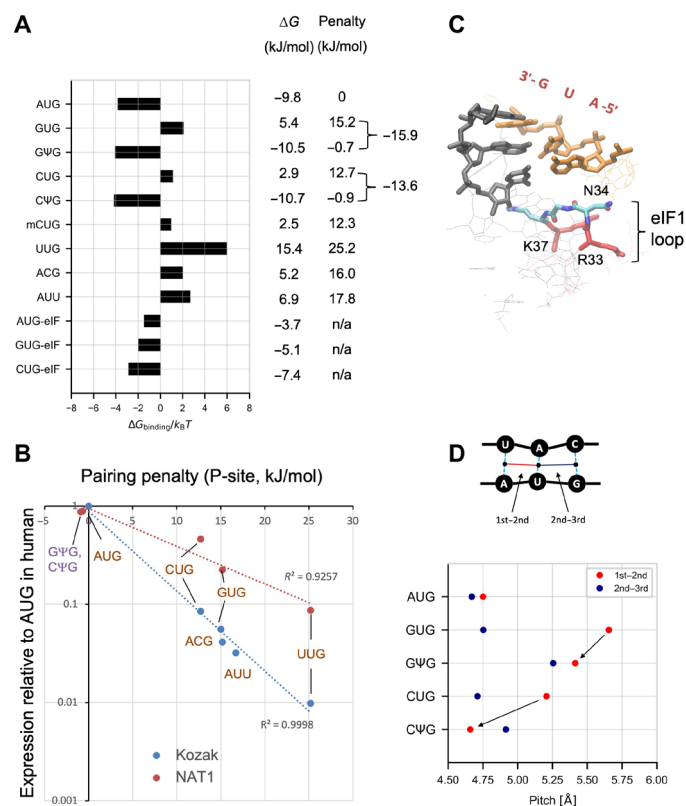 A
ΔG Penalty
(kJ/mol) (kJ/mol)
AUG −9.8 0
GUG 5.4 15.2
−15.9
GΨG −10.5 −0.7
CUG 2.9 12.7
−13.6
CΨG −10.7 −0.9
mCUG 2.5 12.3
UUG 15.4 25.2
ACG 5.2 16.0
AUU 6.9 17.8
AUG-eIF −3.7 n/a
GUG-eIF −5.1 n/a
CUG-eIF −7.4 n/a
−8 −6 −4 −2 0 2 4 6 8
ΔGbinding/kBT
C
3'-G U A-5'
N34
K37
R33
eIF1
loop
B
Pairing penalty (P-site, kJ/mol)
−5 0 5 10 15 20 25 30
1
0.1
0.01
0.001
Expression relative to AUG in human
GΨG,
CΨG
AUG
CUG
GUG
ACG
AUU
UUG
R² = 0.9257
R² = 0.9998
Kozak
NAT1
D
U A C
A U G
1st–2nd 2nd–3rd
1st–2nd
2nd–3rd
AUG
GUG
GΨG
CUG
CΨG
4.50 4.75 5.00 5.25 5.50 5.75 6.00
Pitch [Å]